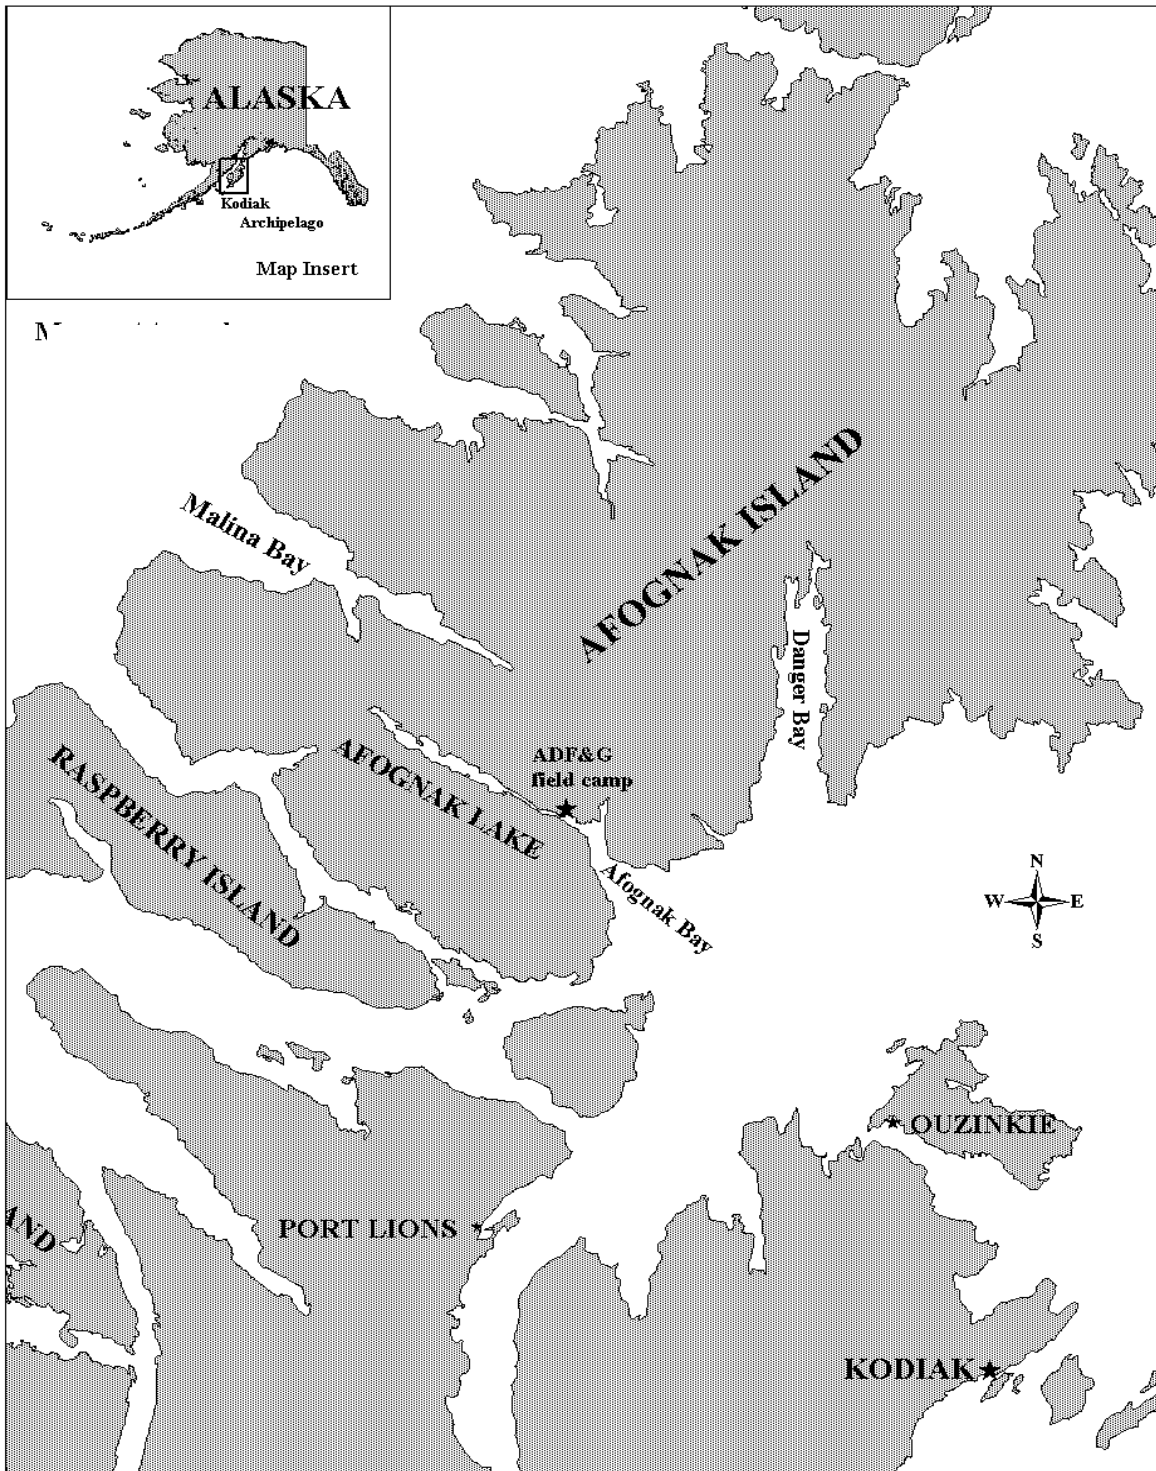 ALASKA
Kodiak
Archipelago
Map Insert
Malina Bay
AFOGNAK ISLAND
Danger Bay
ADF&G
field camp
AFOGNAK LAKE
RASPBERRY ISLAND
Afognak Bay
N
W E
S
OUZINKIE
PORT LIONS
AND
KODIAK